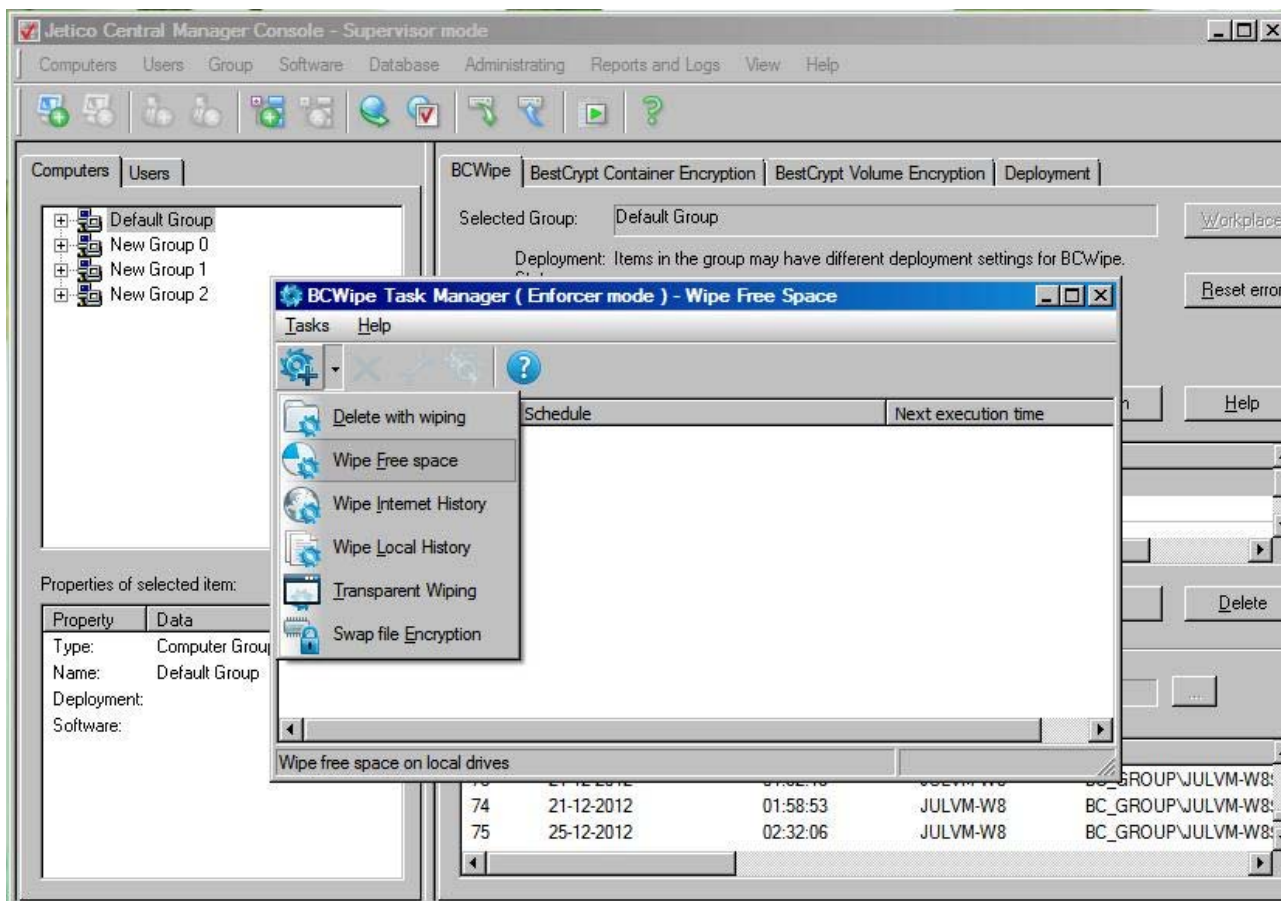 Jetico Central Manager Console - Supervisor mode
Computers Users Group Software Database Administrating Reports and Logs View Help
Computers Users
Default Group
New Group 0
New Group 1
New Group 2
Properties of selected item:
Property Data
Type: Computer Group
Name: Default Group
Deployment:
Software:
BCWipe BestCrypt Container Encryption BestCrypt Volume Encryption Deployment
Selected Group: Default Group
Workplace
Deployment: Items in the group may have different deployment settings for BCWipe.
Reset error
Help
Delete
...
BCWipe Task Manager ( Enforcer mode ) - Wipe Free Space
Tasks Help
Schedule Next execution time
Delete with wiping
Wipe Free space
Wipe Internet History
Wipe Local History
Transparent Wiping
Swap file Encryption
Wipe free space on local drives
74 21-12-2012 01:58:53 JULVM-W8 BC_GROUP\JULVM-W8$
75 25-12-2012 02:32:06 JULVM-W8 BC_GROUP\JULVM-W8$